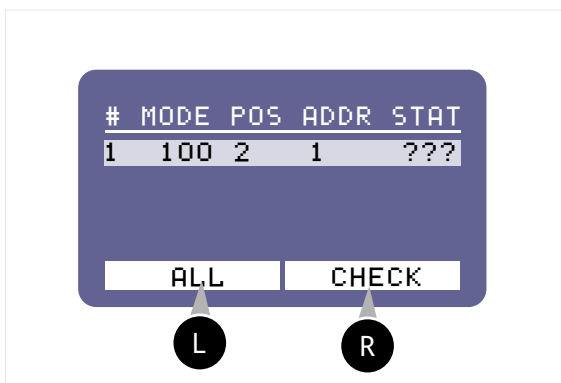 # MODE POS ADDR STAT
1 100 2 1 ???
ALL CHECK
L R